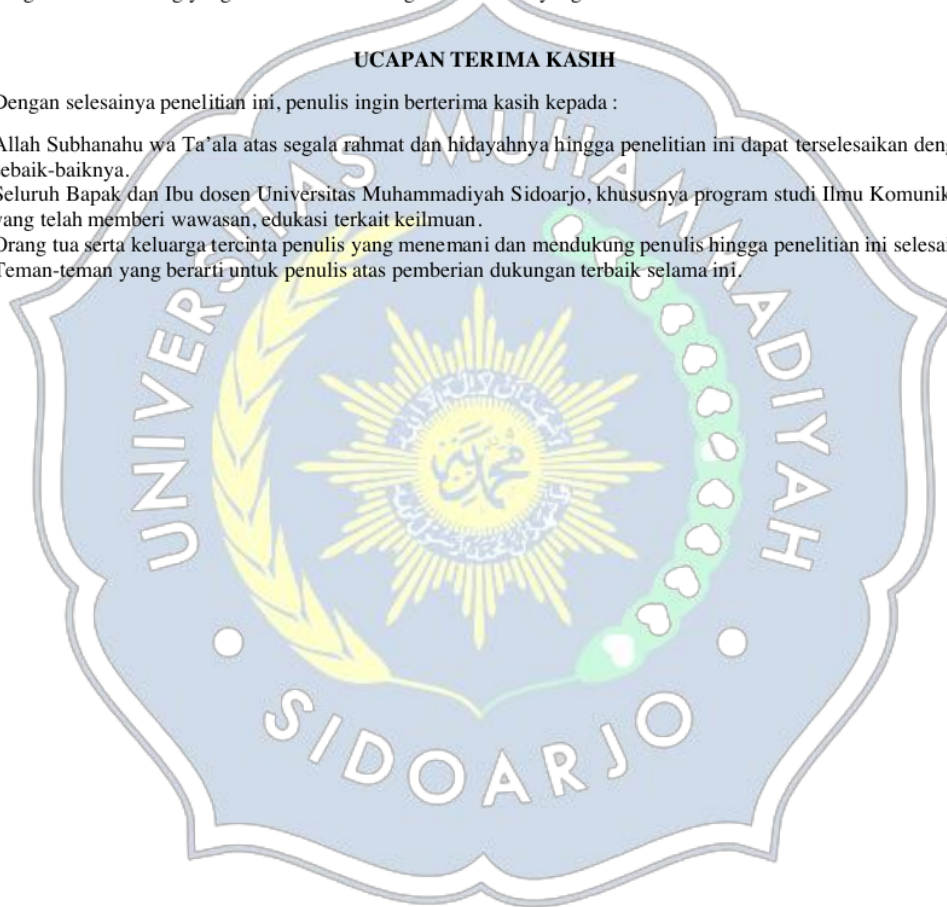 UCAPAN TERIMA KASIH
Dengan selesainya penelitian ini, penulis ingin berterima kasih kepada :
Allah Subhanahu wa Ta’ala atas segala rahmat dan hidayahnya hingga penelitian ini dapat terselesaikan deng
sebaik-baiknya.
Seluruh Bapak dan Ibu dosen Universitas Muhammadiyah Sidoarjo, khususnya program studi Ilmu Komunik
yang telah memberi wawasan, edukasi terkait keilmuan.
Orang tua serta keluarga tercinta penulis yang menemani dan mendukung penulis hingga penelitian ini selesai
Teman-teman yang berarti untuk penulis atas pemberian dukungan terbaik selama ini.
UNIVERSITAS MUHAMMADIYAH
محمد
SIDOARJO